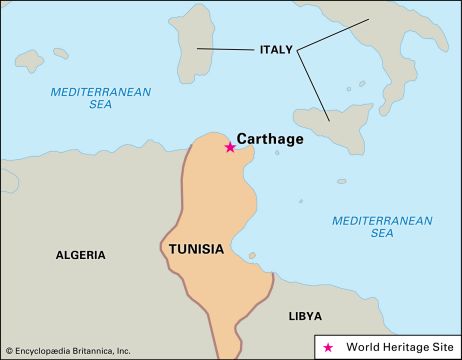 ITALY
MEDITERRANEAN
SEA
Carthage
MEDITERRANEAN
SEA
TUNISIA
ALGERIA
LIBYA
© Encyclopædia Britannica, Inc.
World Heritage Site